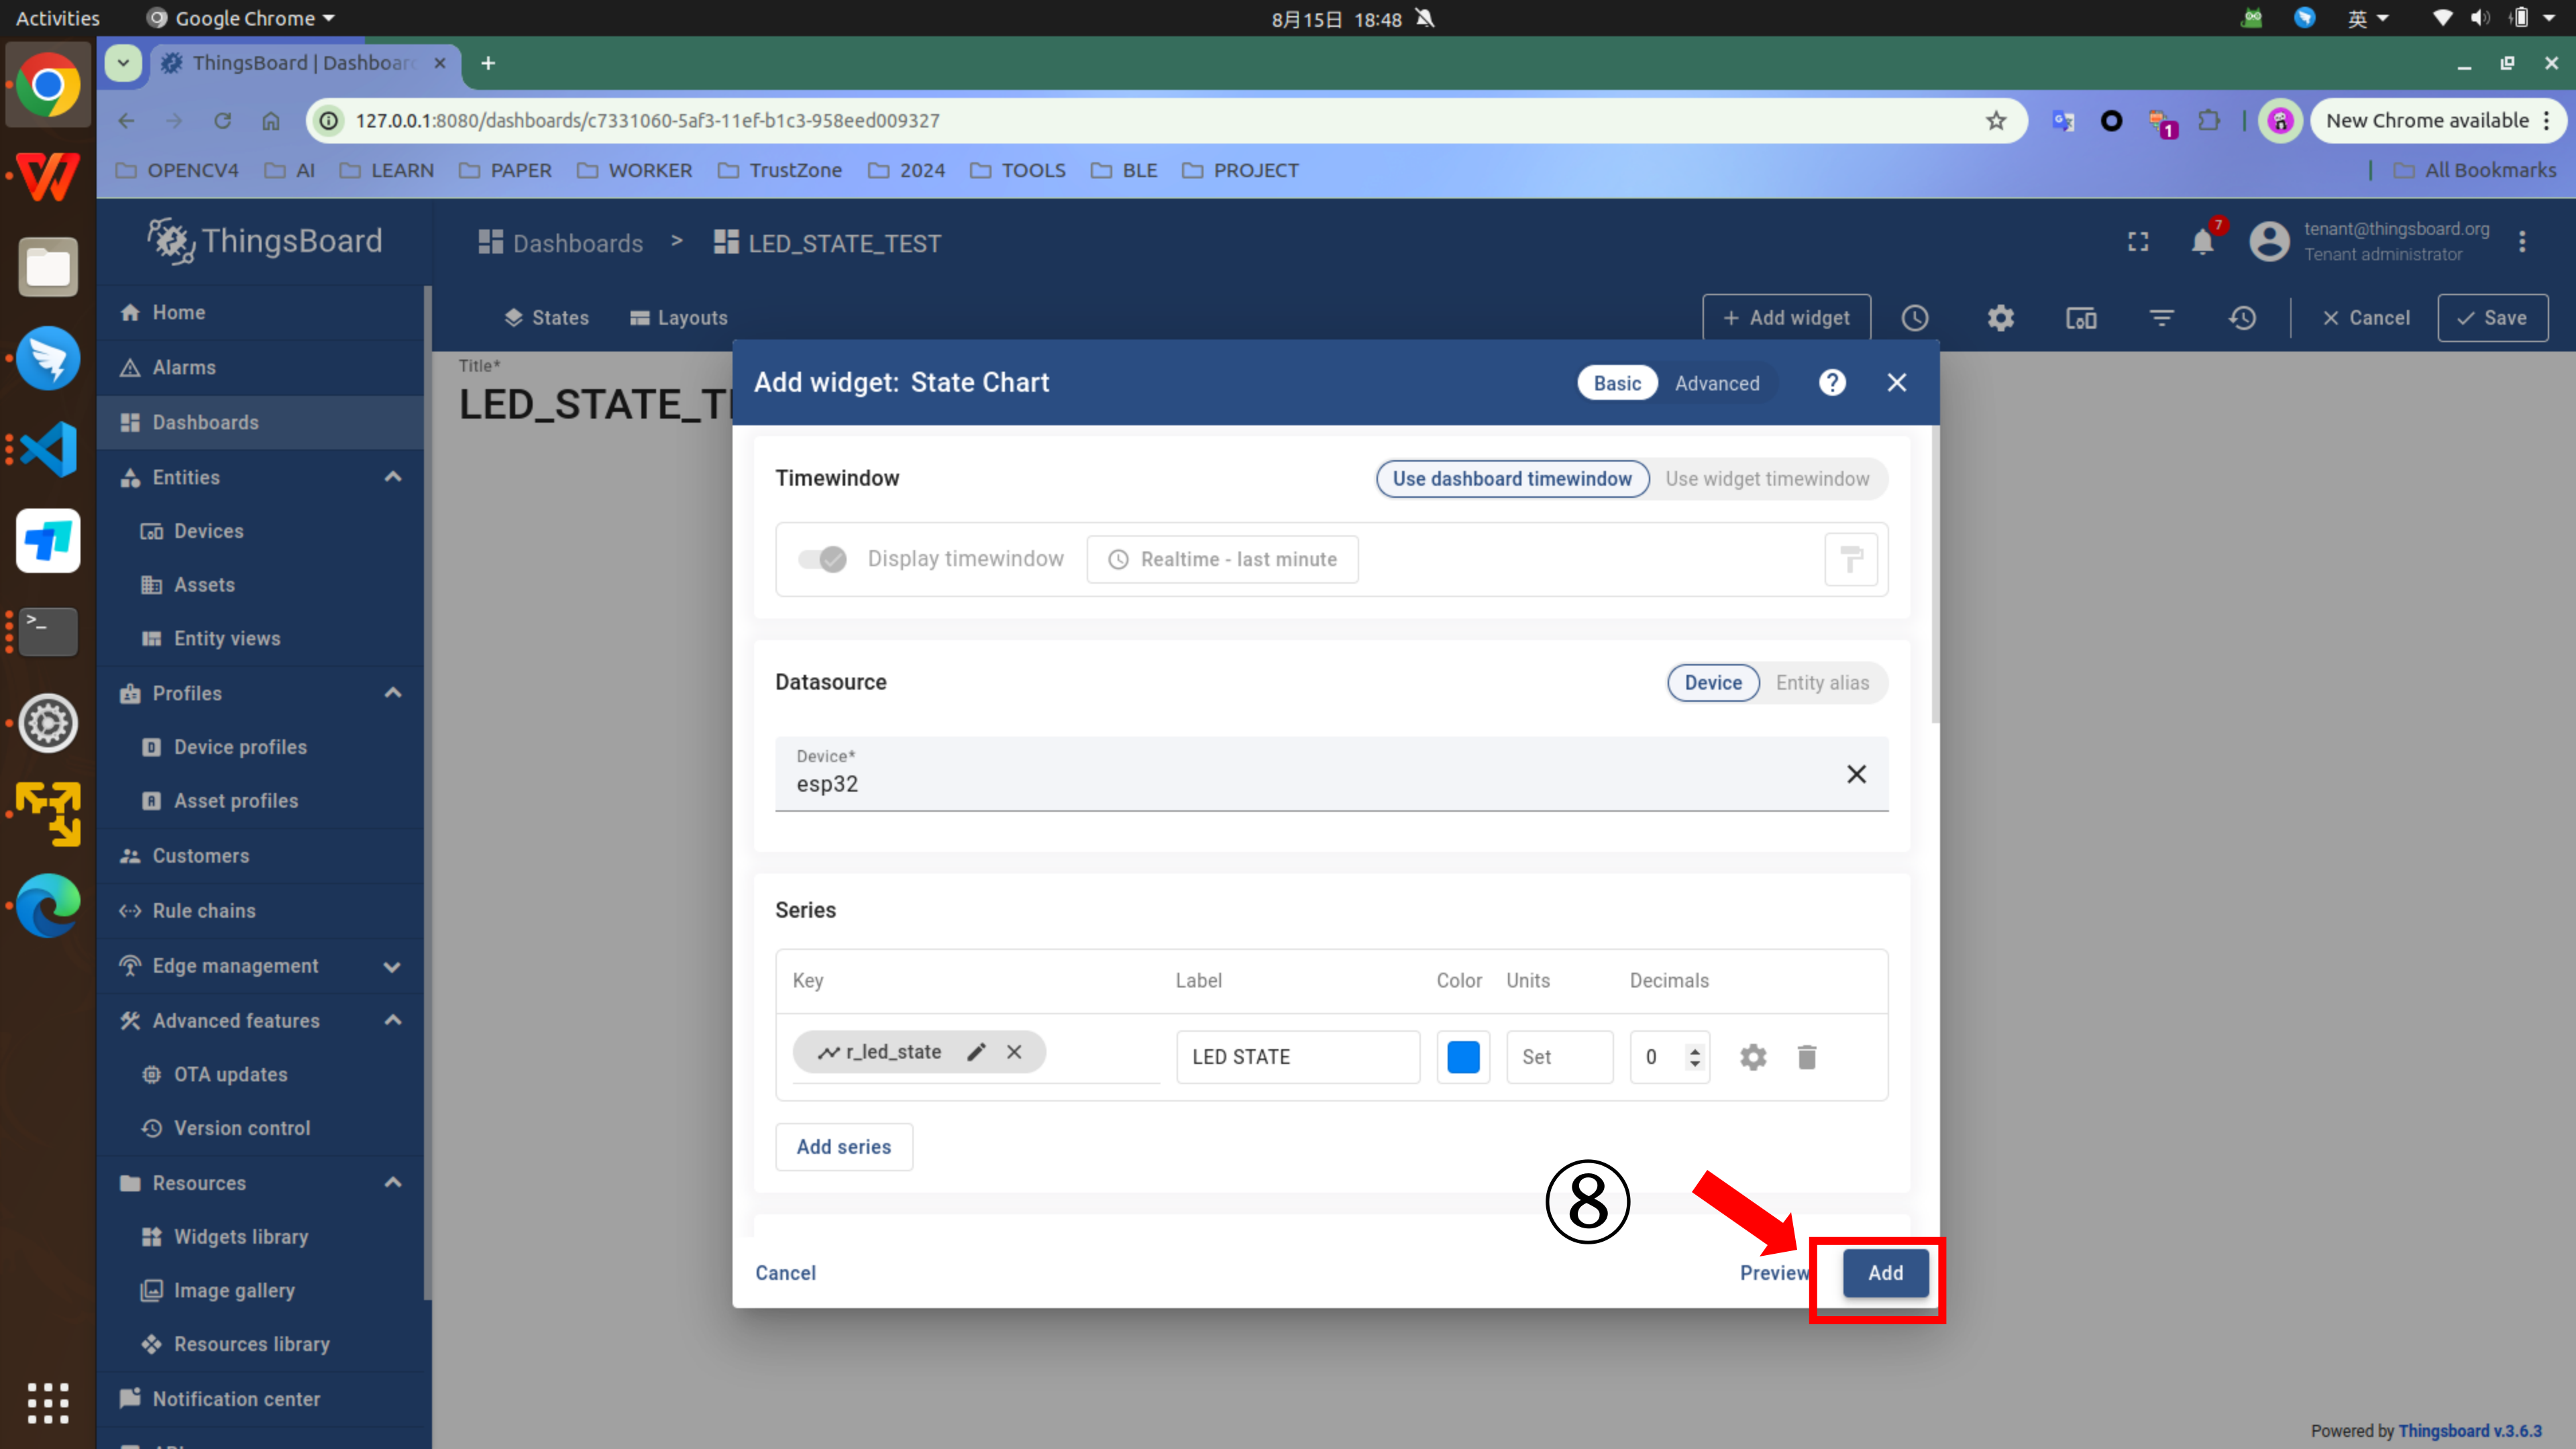 Activities
Google Chrome
8月15日 18:48
英
ThingsBoard | Dashboar
127.0.0.1:8080/dashboards/c7331060-5af3-11ef-b1c3-958eed009327
1
New Chrome available
OPENCV4
AI
LEARN
PAPER
WORKER
TrustZone
2024
TOOLS
BLE
PROJECT
All Bookmarks
ThingsBoard
Dashboards > LED_STATE_TEST
7
tenant@thingsboard.org
Tenant administrator
States
Layouts
+ Add widget
Cancel
Save
Home
Alarms
Dashboards
Entities
Devices
Assets
Entity views
Profiles
Device profiles
Asset profiles
Customers
Rule chains
Edge management
Advanced features
OTA updates
Version control
Resources
Widgets library
Image gallery
Resources library
Notification center
Title*
LED_STATE_T
Add widget: State Chart
Basic
Advanced
Timewindow
Use dashboard timewindow
Use widget timewindow
Display timewindow
Realtime - last minute
Datasource
Device
Entity alias
Device*
esp32
Series
Key
Label
Color
Units
Decimals
r_led_state
LED STATE
Set
0
Add series
⑧
Cancel
Preview
Add
Powered by Thingsboard v.3.6.3